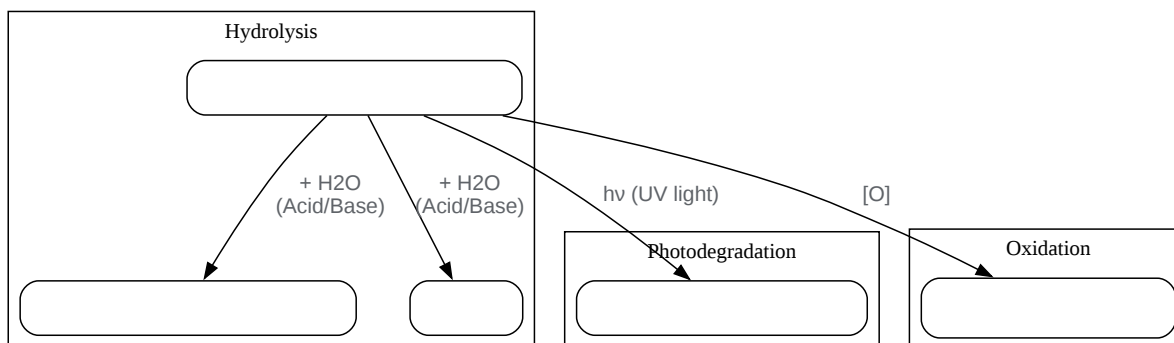 Hydrolysis
+ H2O
(Acid/Base)
+ H2O
(Acid/Base)
hν (UV light)
[O]
Photodegradation
Oxidation